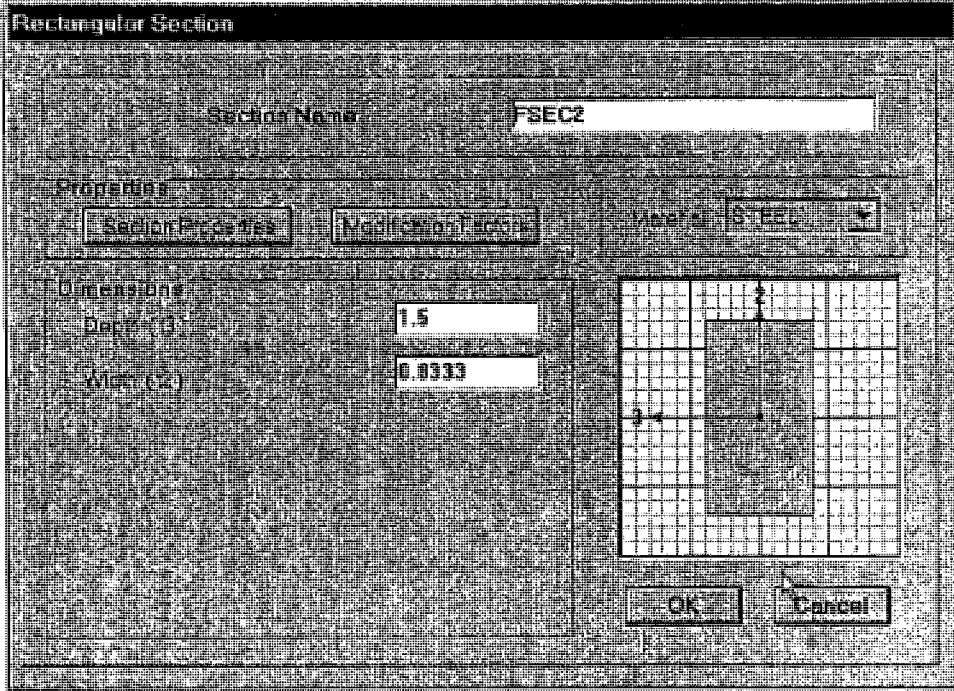 Rectangular Section
Section Name
FSEC2
Properties
Section Properties
Modification Factors
Material
STEEL
Dimensions
Depth (3)
1.5
Width (2)
0.8333
2
3
OK
Cancel